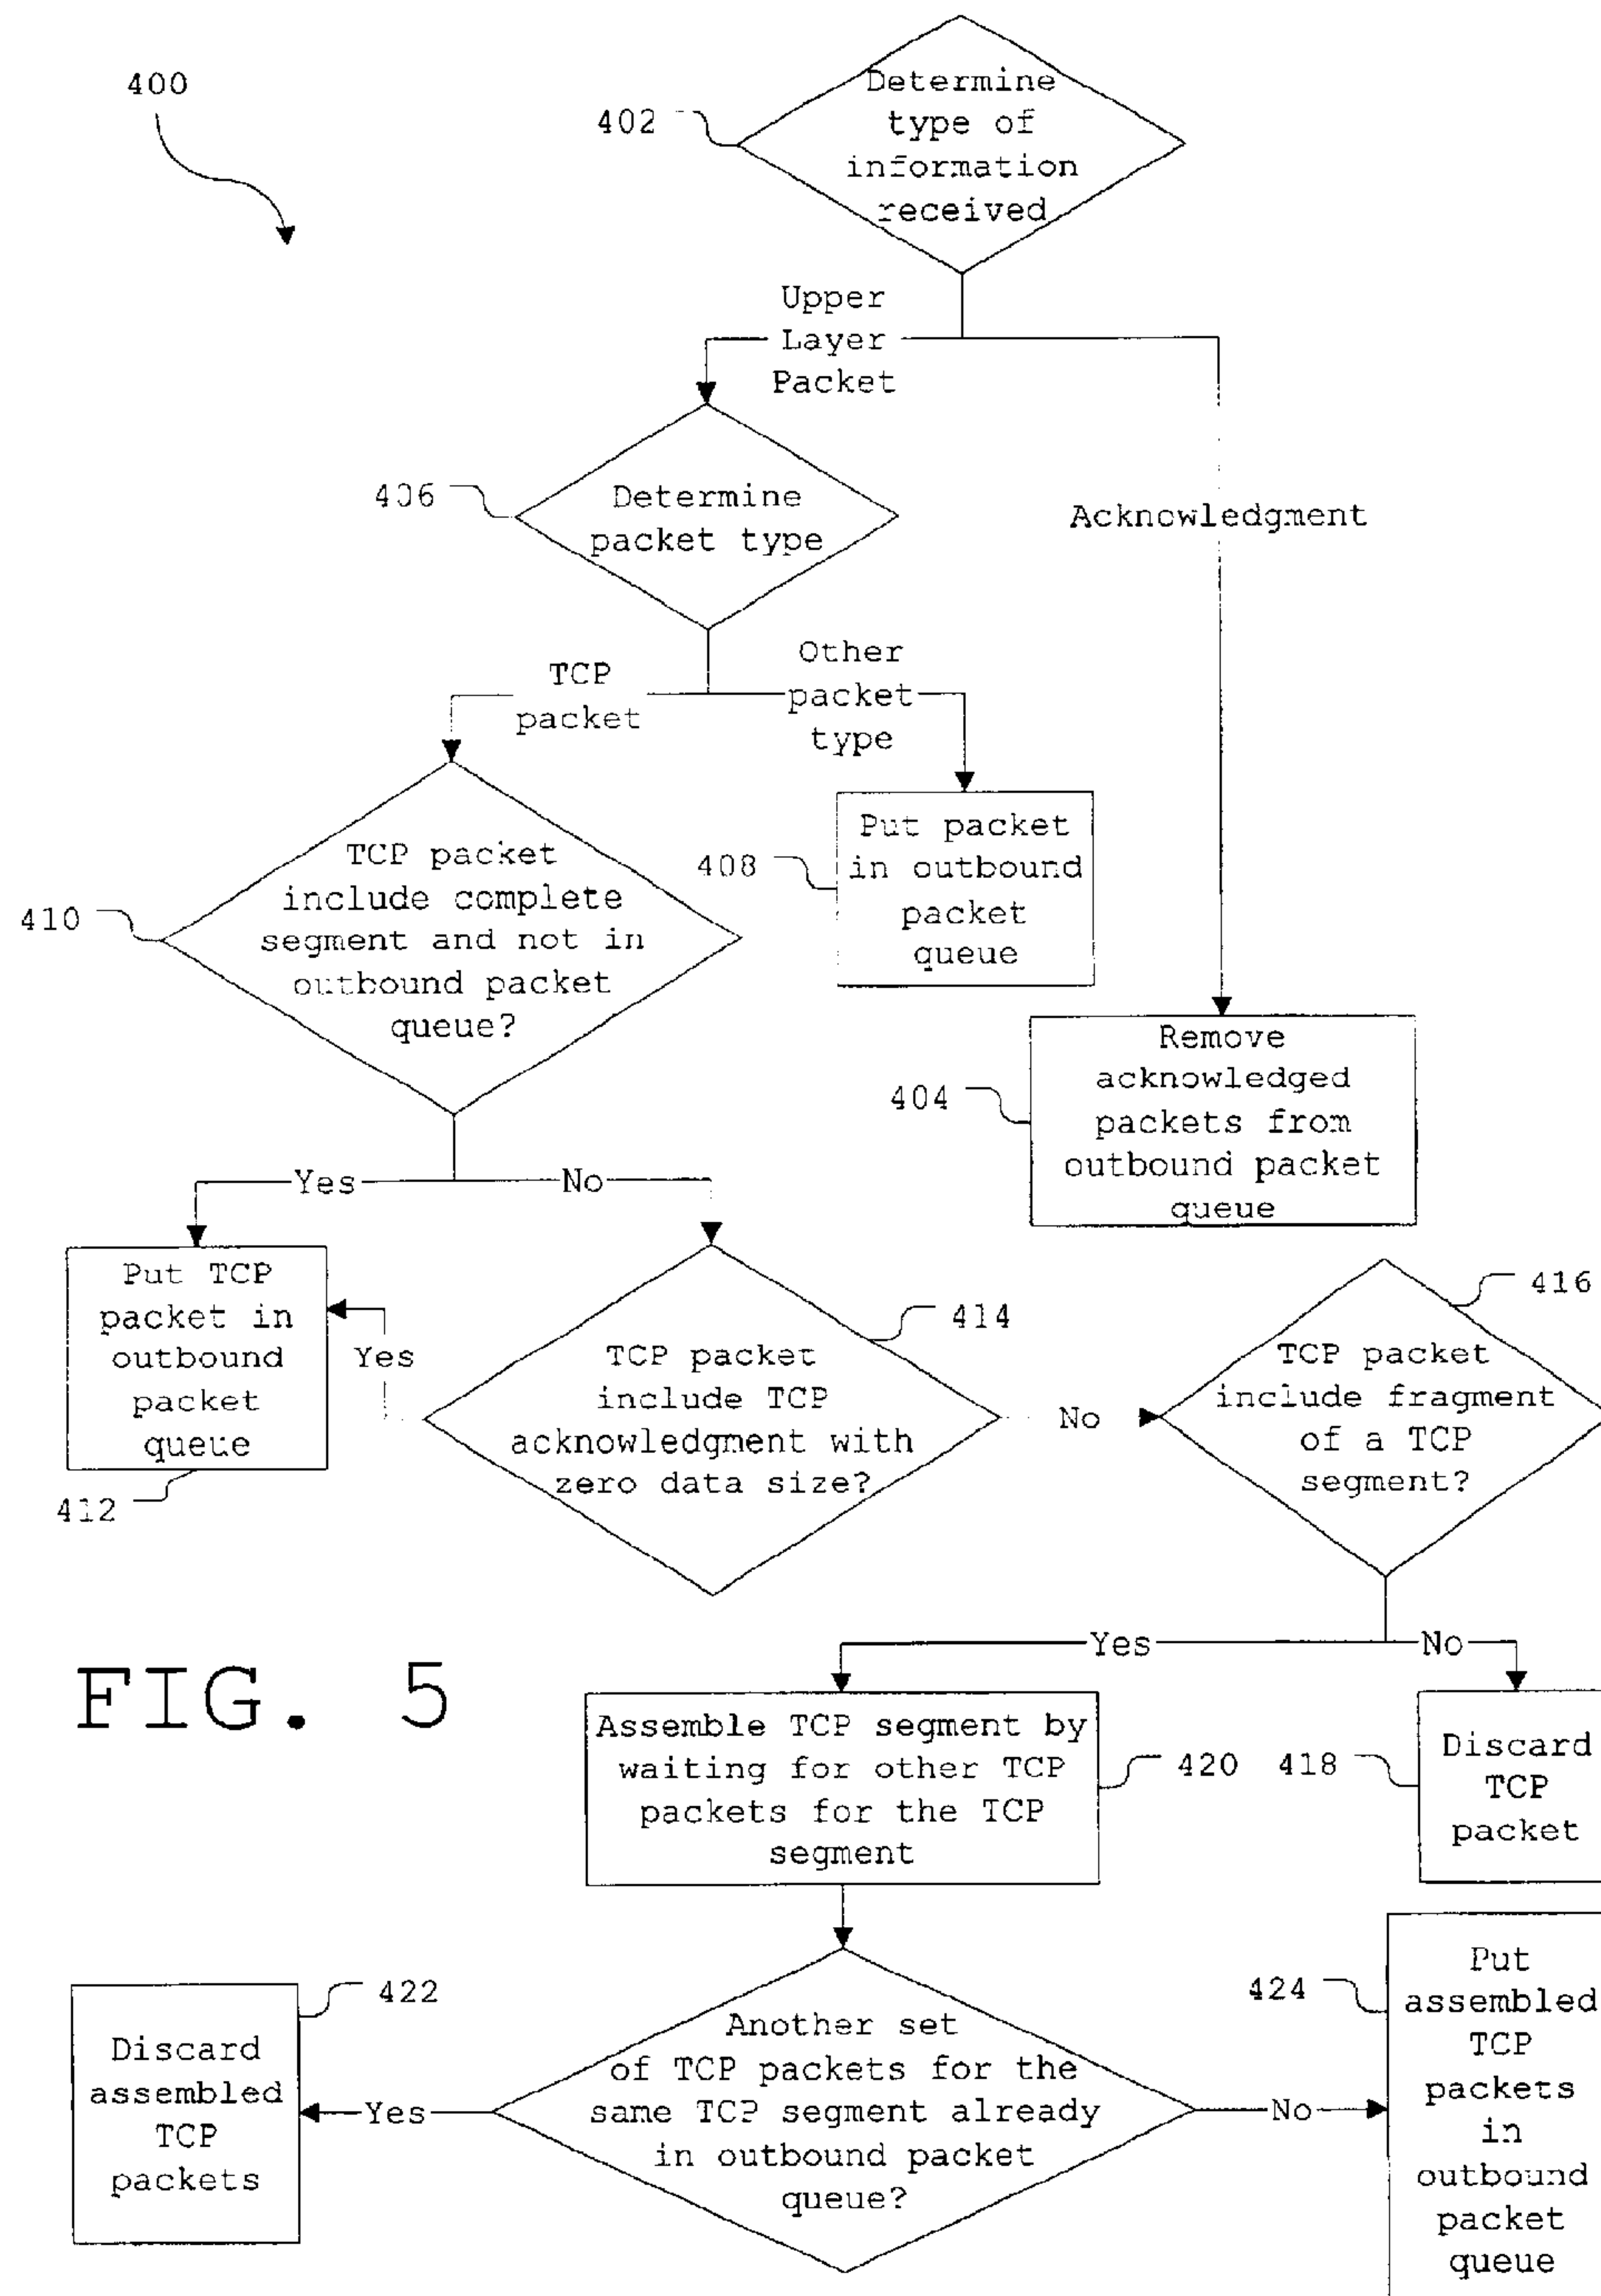 400
402
Determine
type of
information
received
Upper
Layer
Packet
406
Determine
packet type
Acknowledgment
TCP
packet
Other
packet
type
410
TCP packet
include complete
segment and not in
outbound packet
queue?
408
Put packet
in outbound
packet
queue
404
Remove
acknowledged
packets from
outbound packet
queue
Yes
No
Put TCP
packet in
outbound
packet
queue
412
Yes
414
TCP packet
include TCP
acknowledgment with
zero data size?
No
416
TCP packet
include fragment
of a TCP
segment?
Yes
No
FIG. 5
Assemble TCP segment by
waiting for other TCP
packets for the TCP
segment
420
418
Discard
TCP
packet
422
Discard
assembled
TCP
packets
Yes
Another set
of TCP packets for the
same TCP segment already
in outbound packet
queue?
No
424
Put
assembled
TCP
packets
in
outbound
packet
queue